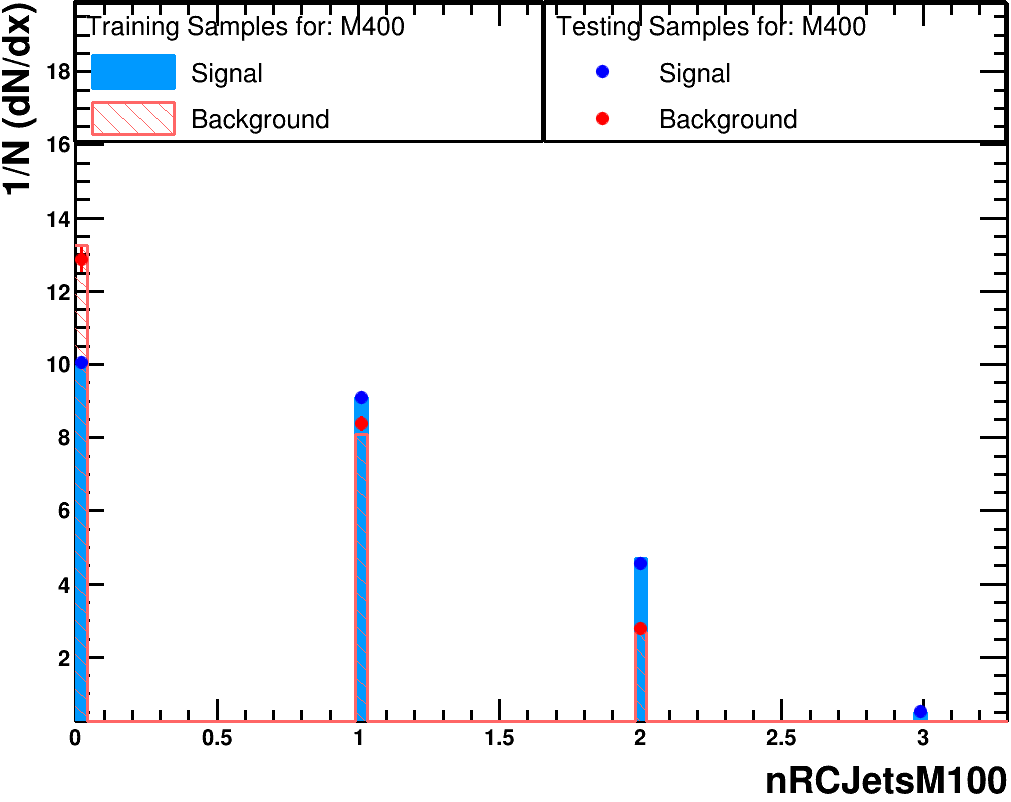 1/N (dN/dx)
Training Samples for: M400
Signal
Background
Testing Samples for: M400
Signal
Background
18
16
14
12
10
8
6
4
2
0 0.5 1 1.5 2 2.5 3
nRCJetsM100